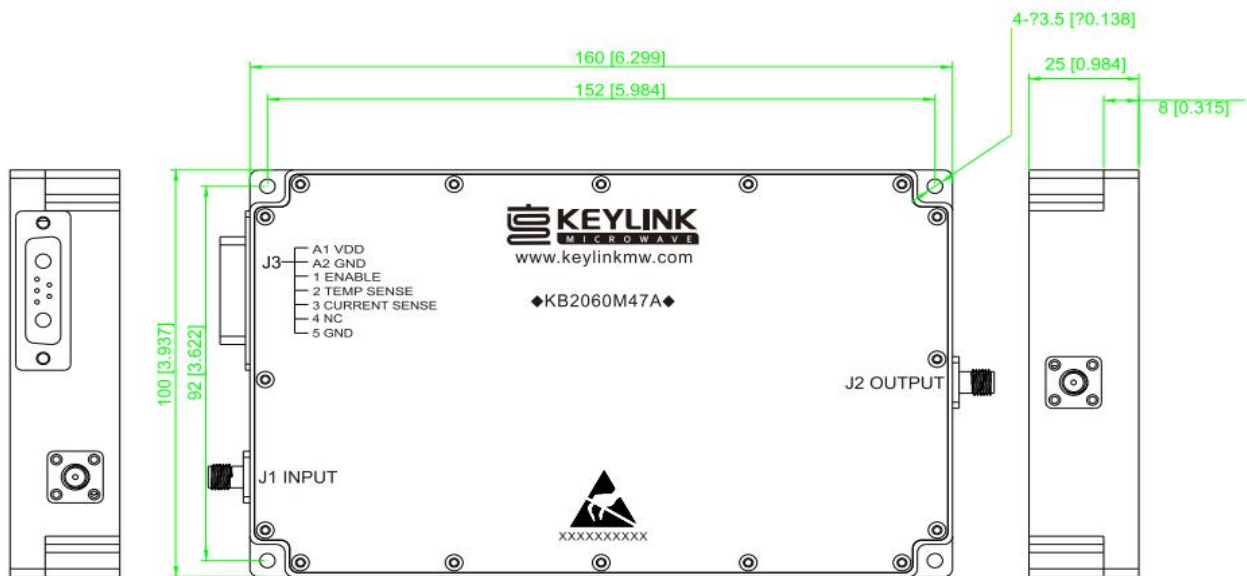 4-?3.5 [?0.138]
160 [6.299]
25 [0.984]
152 [5.984]
8 [0.315]
KEYLINK
MICROWAVE
www.keylinkmw.com
J3
A1 VDD
A2 GND
1 ENABLE
2 TEMP SENSE
3 CURRENT SENSE
4 NC
5 GND
◆KB2060M47A◆
100 [3.937]
92 [3.622]
J2 OUTPUT
J1 INPUT
XXXXXXXXXX